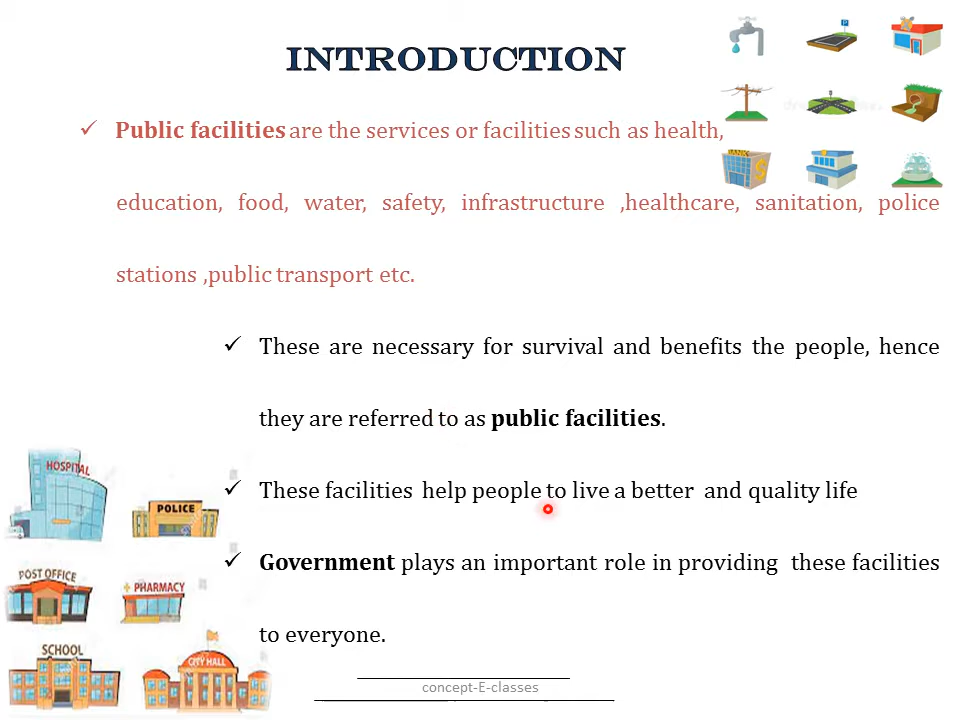 INTRODUCTION
✓ Public facilities are the services or facilities such as health,
education, food, water, safety, infrastructure ,healthcare, sanitation, police
stations ,public transport etc.
✓ These are necessary for survival and benefits the people, hence
they are referred to as public facilities.
✓ These facilities help people to live a better and quality life
✓ Government plays an important role in providing these facilities
to everyone.
BANK
HOSPITAL
POLICE
POST OFFICE
PHARMACY
SCHOOL
CITY HALL
concept-E-classes